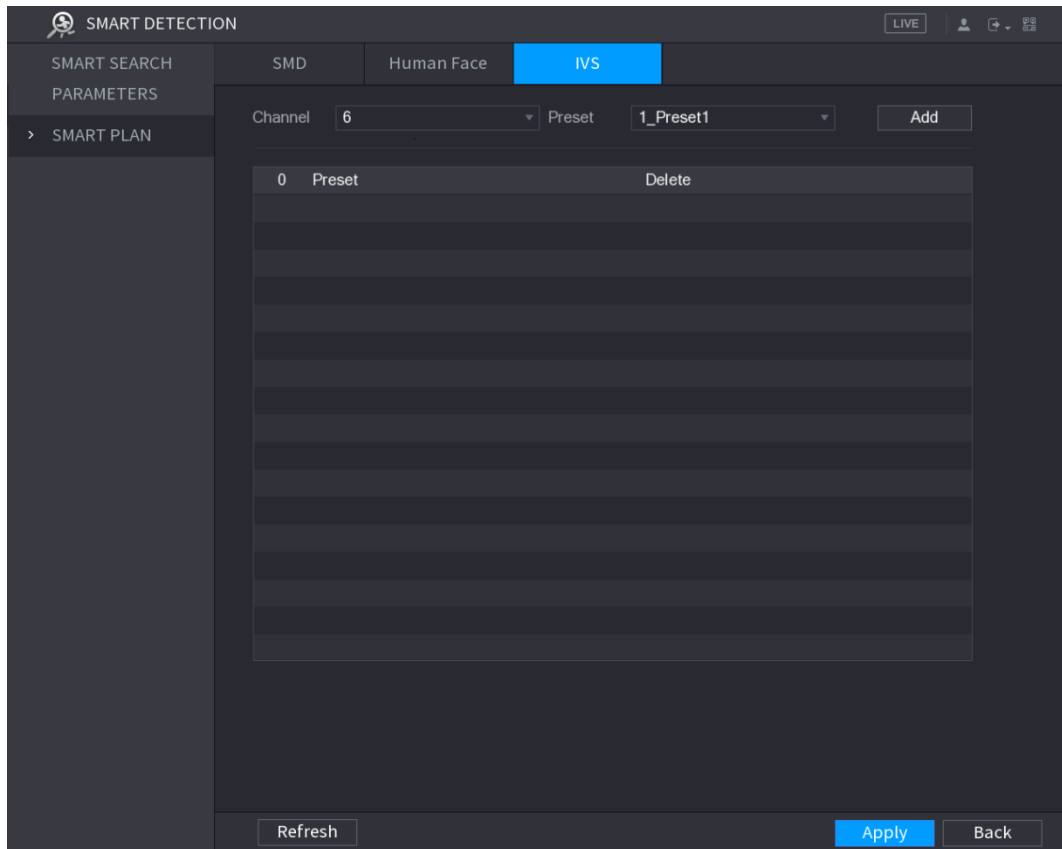 SMART DETECTION
LIVE
SMART SEARCH
PARAMETERS
SMART PLAN
SMD Human Face IVS
Channel 6 Preset 1_Preset1 Add
0 Preset Delete
Refresh Apply Back